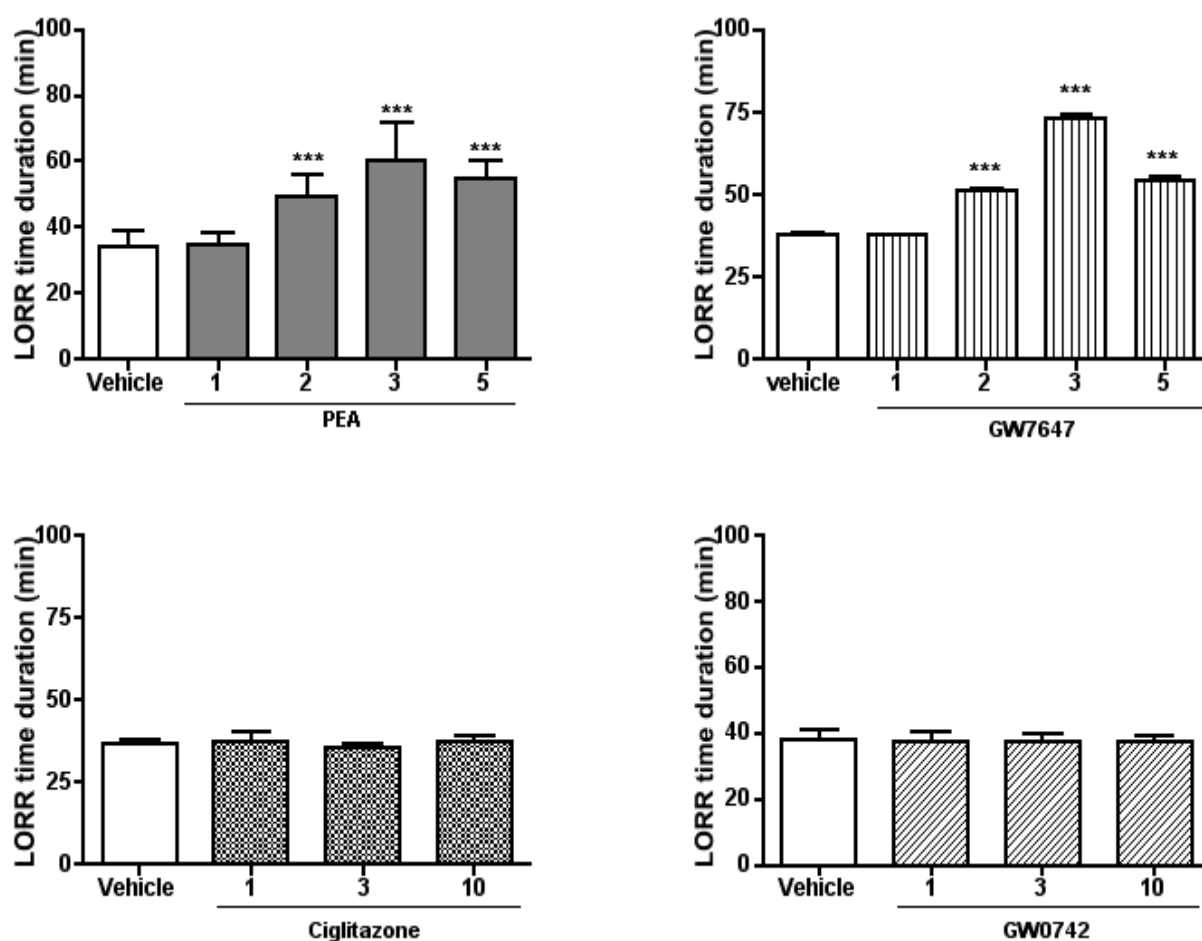 LORR time duration (min)
100
80
60
40
20
0
***
***
***
Vehicle 1 2 3 5
PEA
LORR time duration (min)
100
75
50
25
0
***
***
***
vehicle 1 2 3 5
GW7647
LORR time duration (min)
100
75
50
25
0
Vehicle 1 3 10
Ciglitazone
LORR time duration (min)
100
80
60
40
20
0
Vehicle 1 3 10
GW0742